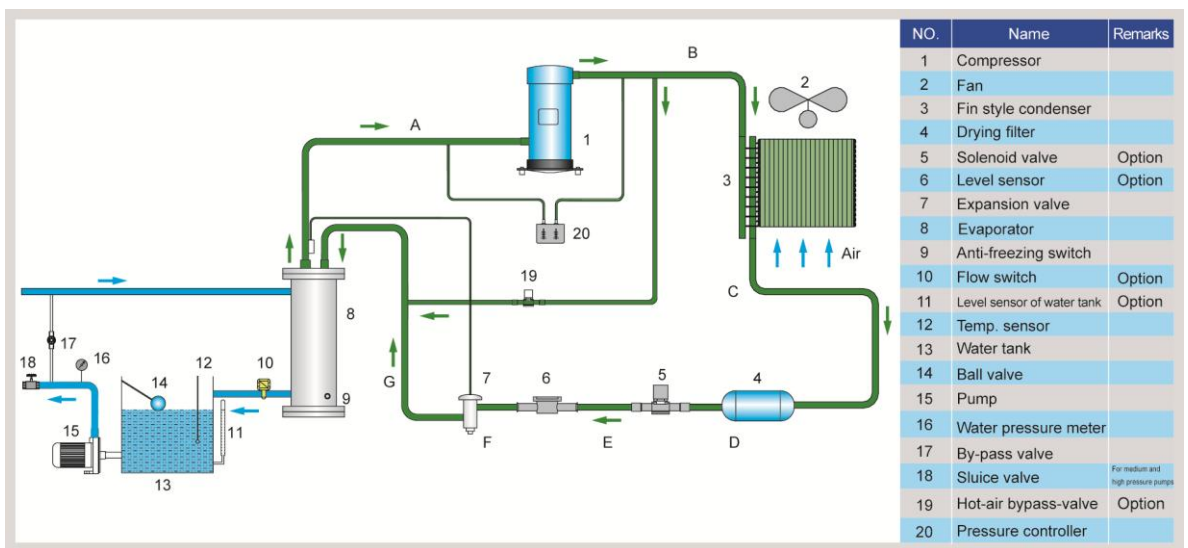 B
2
A
1
3
20
Air
19
C
8
17
18
16
12
10
14
9
G
7
6
5
4
15
11
F
E
D
13
NO. Name Remarks
1 Compressor
2 Fan
3 Fin style condenser
4 Drying filter
5 Solenoid valve Option
6 Level sensor Option
7 Expansion valve
8 Evaporator
9 Anti-freezing switch
10 Flow switch Option
11 Level sensor of water tank Option
12 Temp. sensor
13 Water tank
14 Ball valve
15 Pump
16 Water pressure meter
17 By-pass valve
18 Sluice valve For medium and
high pressure pumps
19 Hot-air bypass-valve Option
20 Pressure controller